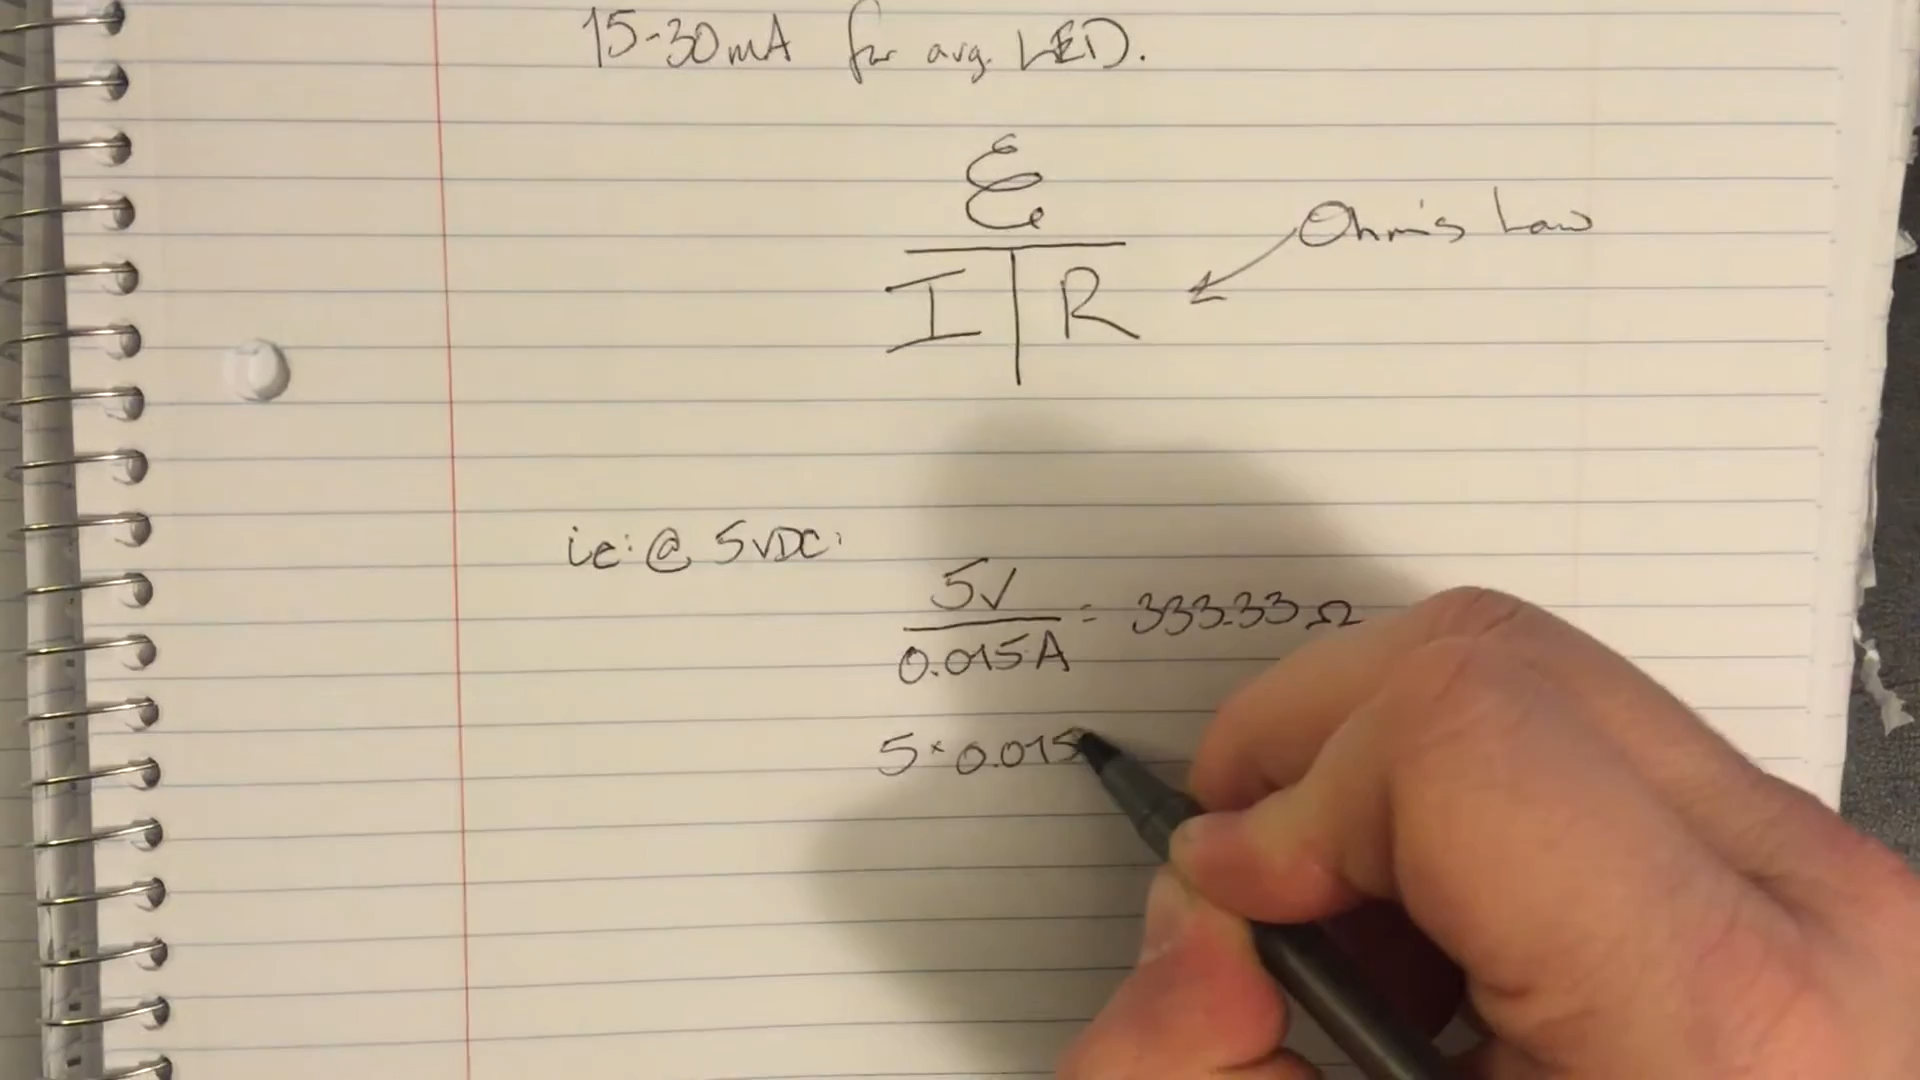 15-30mA for avg. LED.
E
Ohm's Law
I R
ie: @ 5VDC:
5V
0.015A
= 333.33Ω
5 × 0.015